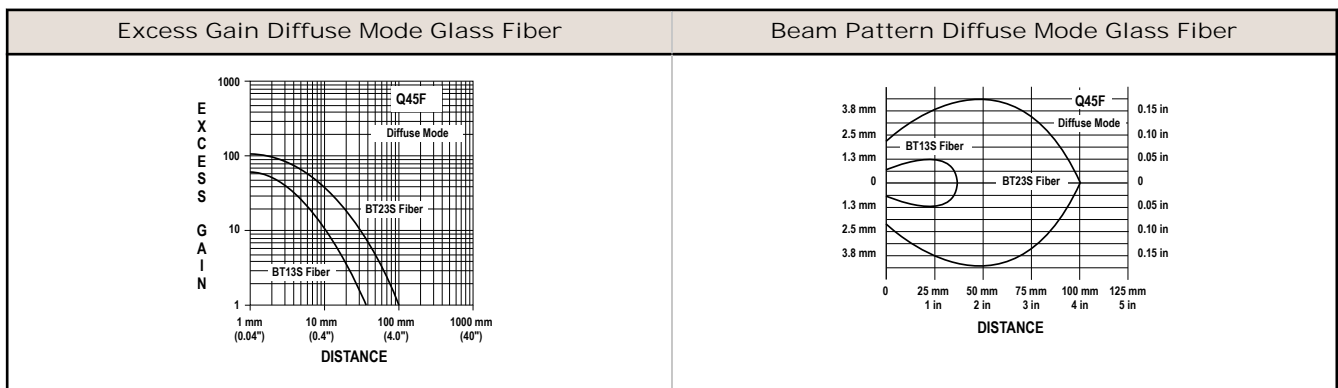 Excess Gain Diffuse Mode Glass Fiber
Beam Pattern Diffuse Mode Glass Fiber
EXCESS GAIN
1000
100
10
1
Q45F
Diffuse Mode
BT23S Fiber
BT13S Fiber
1 mm 10 mm 100 mm 1000 mm
(0.04") (0.4") (4.0") (40")
DISTANCE
Q45F
3.8 mm 0.15 in
Diffuse Mode
2.5 mm 0.10 in
BT13S Fiber
1.3 mm 0.05 in
0 BT23S Fiber 0
1.3 mm 0.05 in
2.5 mm 0.10 in
3.8 mm 0.15 in
0 25 mm 50 mm 75 mm 100 mm 125 mm
1 in 2 in 3 in 4 in 5 in
DISTANCE